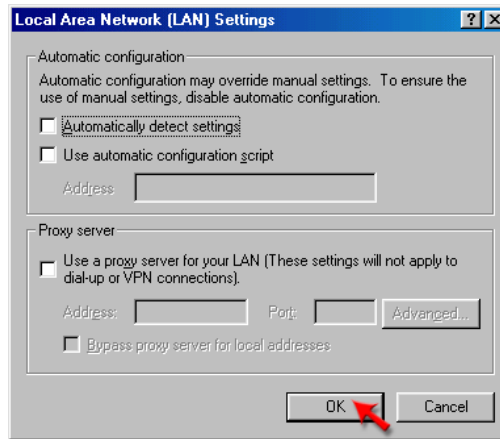 Local Area Network (LAN) Settings
Automatic configuration
Automatic configuration may override manual settings. To ensure the
use of manual settings, disable automatic configuration.
Automatically detect settings
Use automatic configuration script
Address
Proxy server
Use a proxy server for your LAN (These settings will not apply to
dial-up or VPN connections).
Address: Port: Advanced...
Bypass proxy server for local addresses
OK Cancel